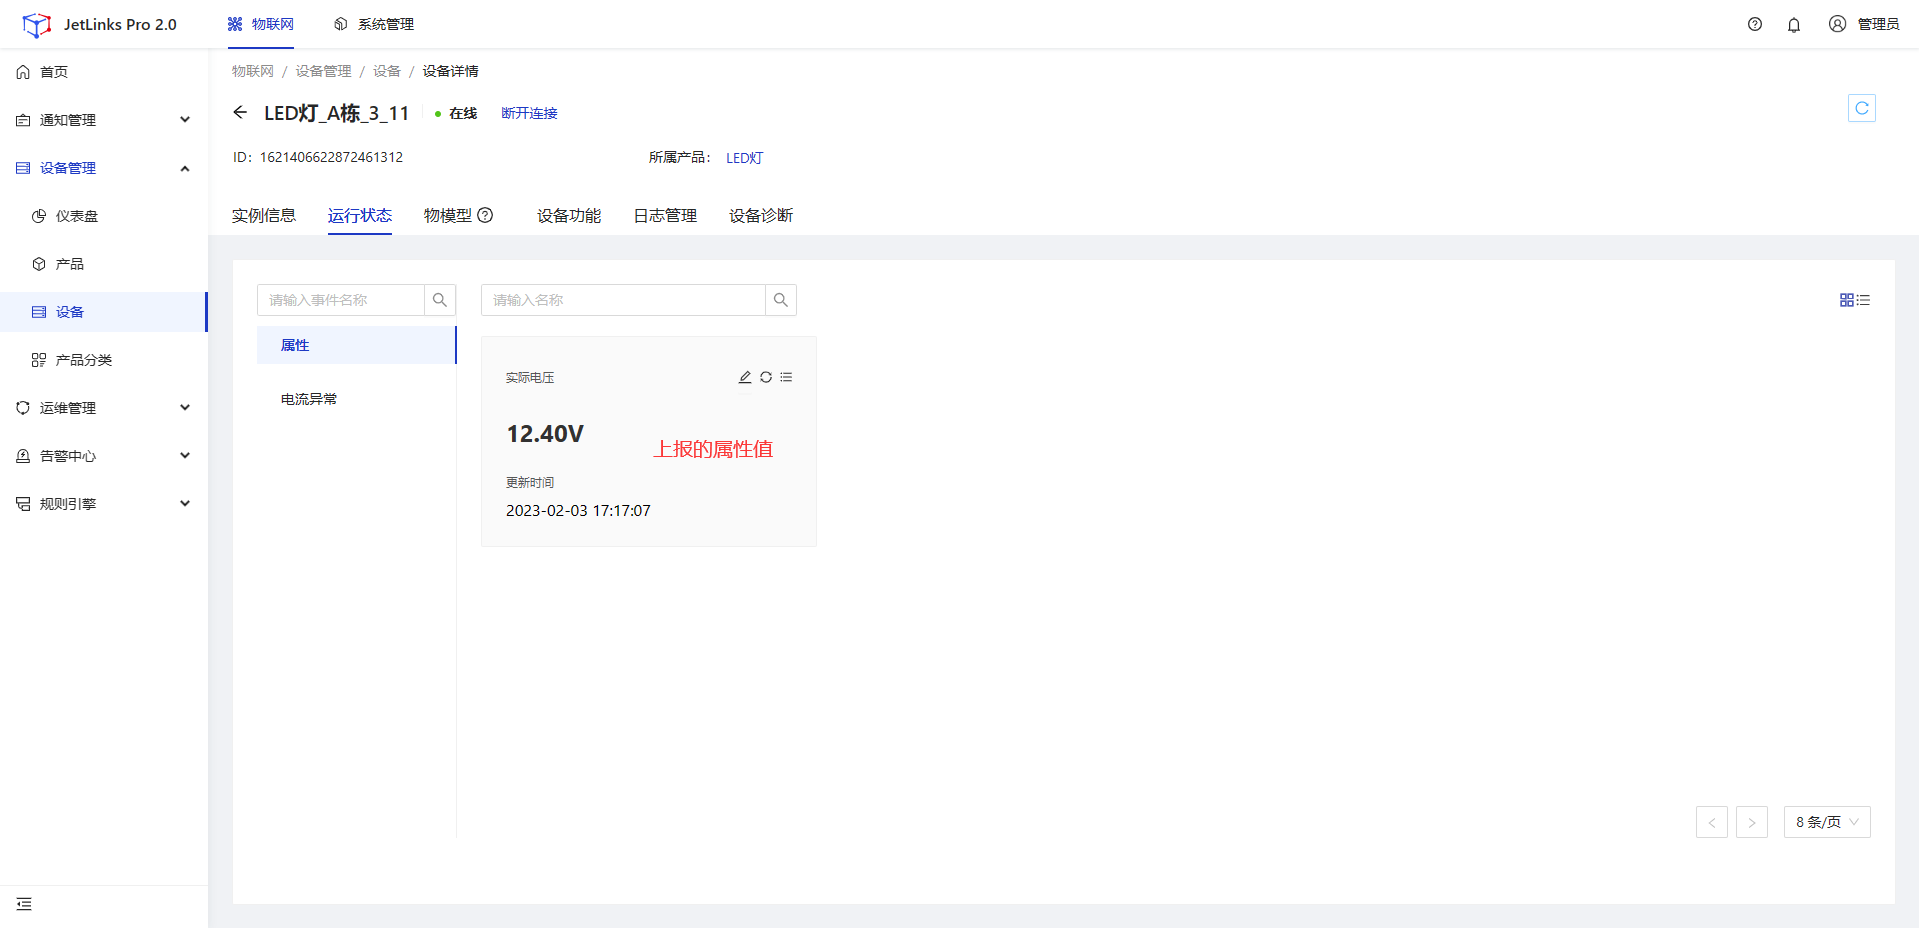 JetLinks Pro 2.0
物联网
系统管理
管理员
首页
通知管理
设备管理
仪表盘
产品
设备
产品分类
运维管理
告警中心
规则引擎
物联网 / 设备管理 / 设备 / 设备详情
LED灯_A栋_3_11
在线
断开连接
ID: 1621406622872461312
所属产品: LED灯
实例信息
运行状态
物模型
设备功能
日志管理
设备诊断
请输入事件名称
属性
电流异常
请输入名称
实际电压
12.40V
上报的属性值
更新时间
2023-02-03 17:17:07
< > 8 条/页